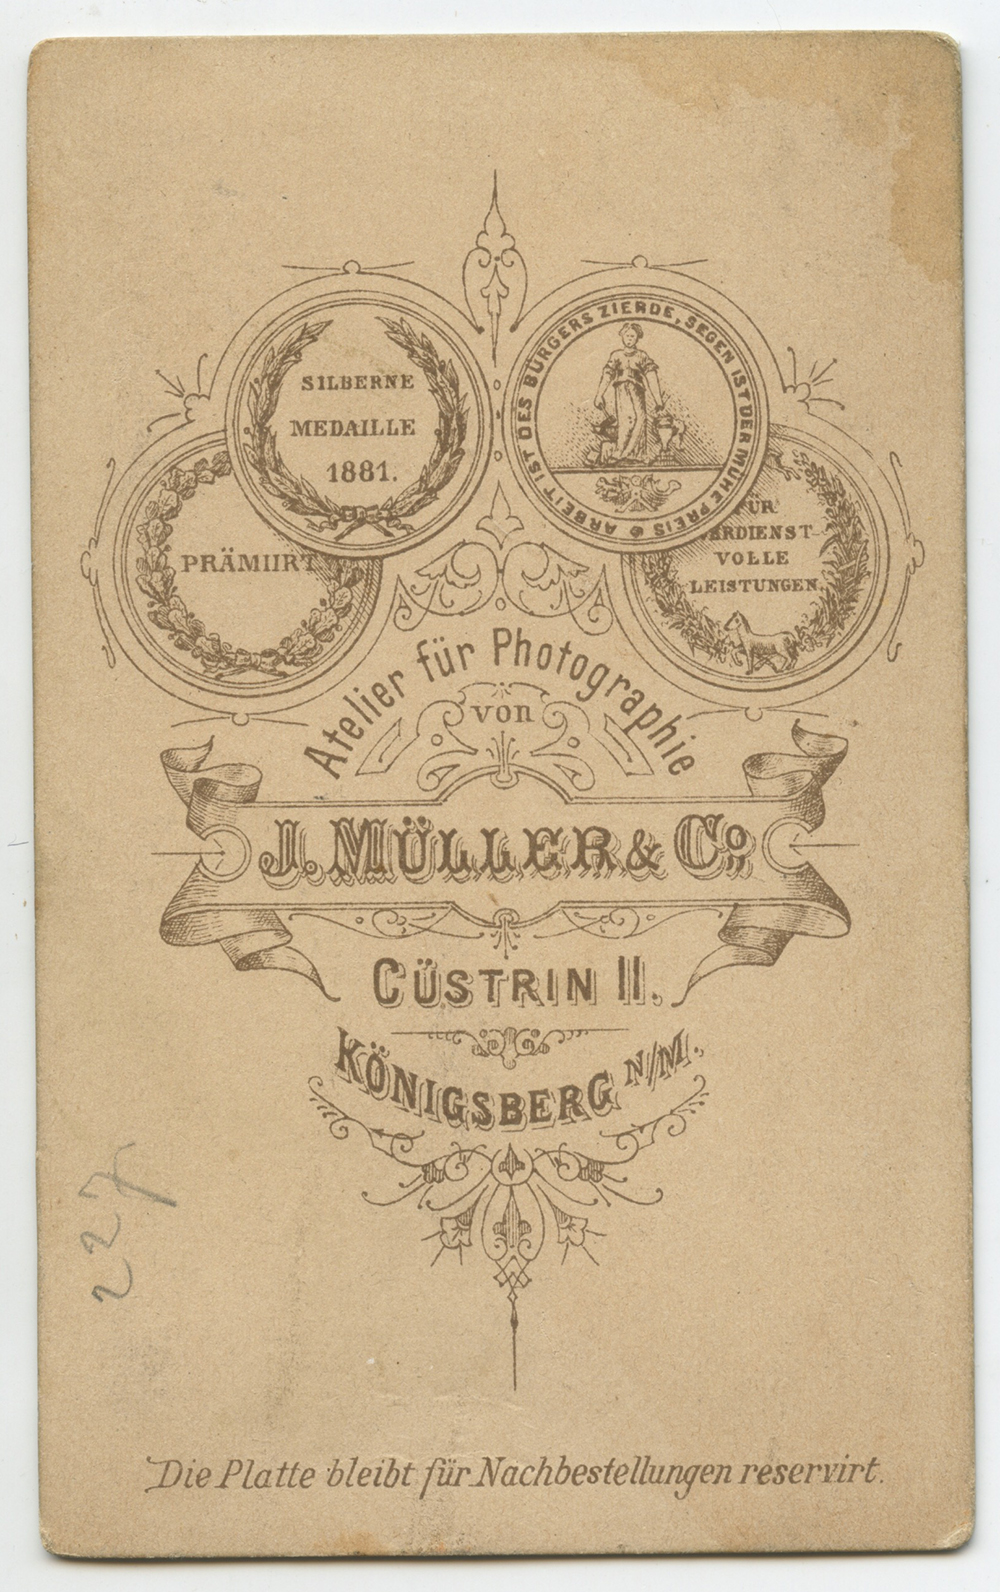 SILBERNE
MEDAILLE
1881.
ARBEIT IST DES BÜRGERS ZIERDE, SEGEN IST DER MÜHE PREIS
PRÄMIIRT
FÜR
VERDIENST
VOLLE
LEISTUNGEN.
Atelier für Photographie
von
J. MÜLLER & Co.
CÜSTRIN II.
KÖNIGSBERG N/M.
227
Die Platte bleibt für Nachbestellungen reservirt.